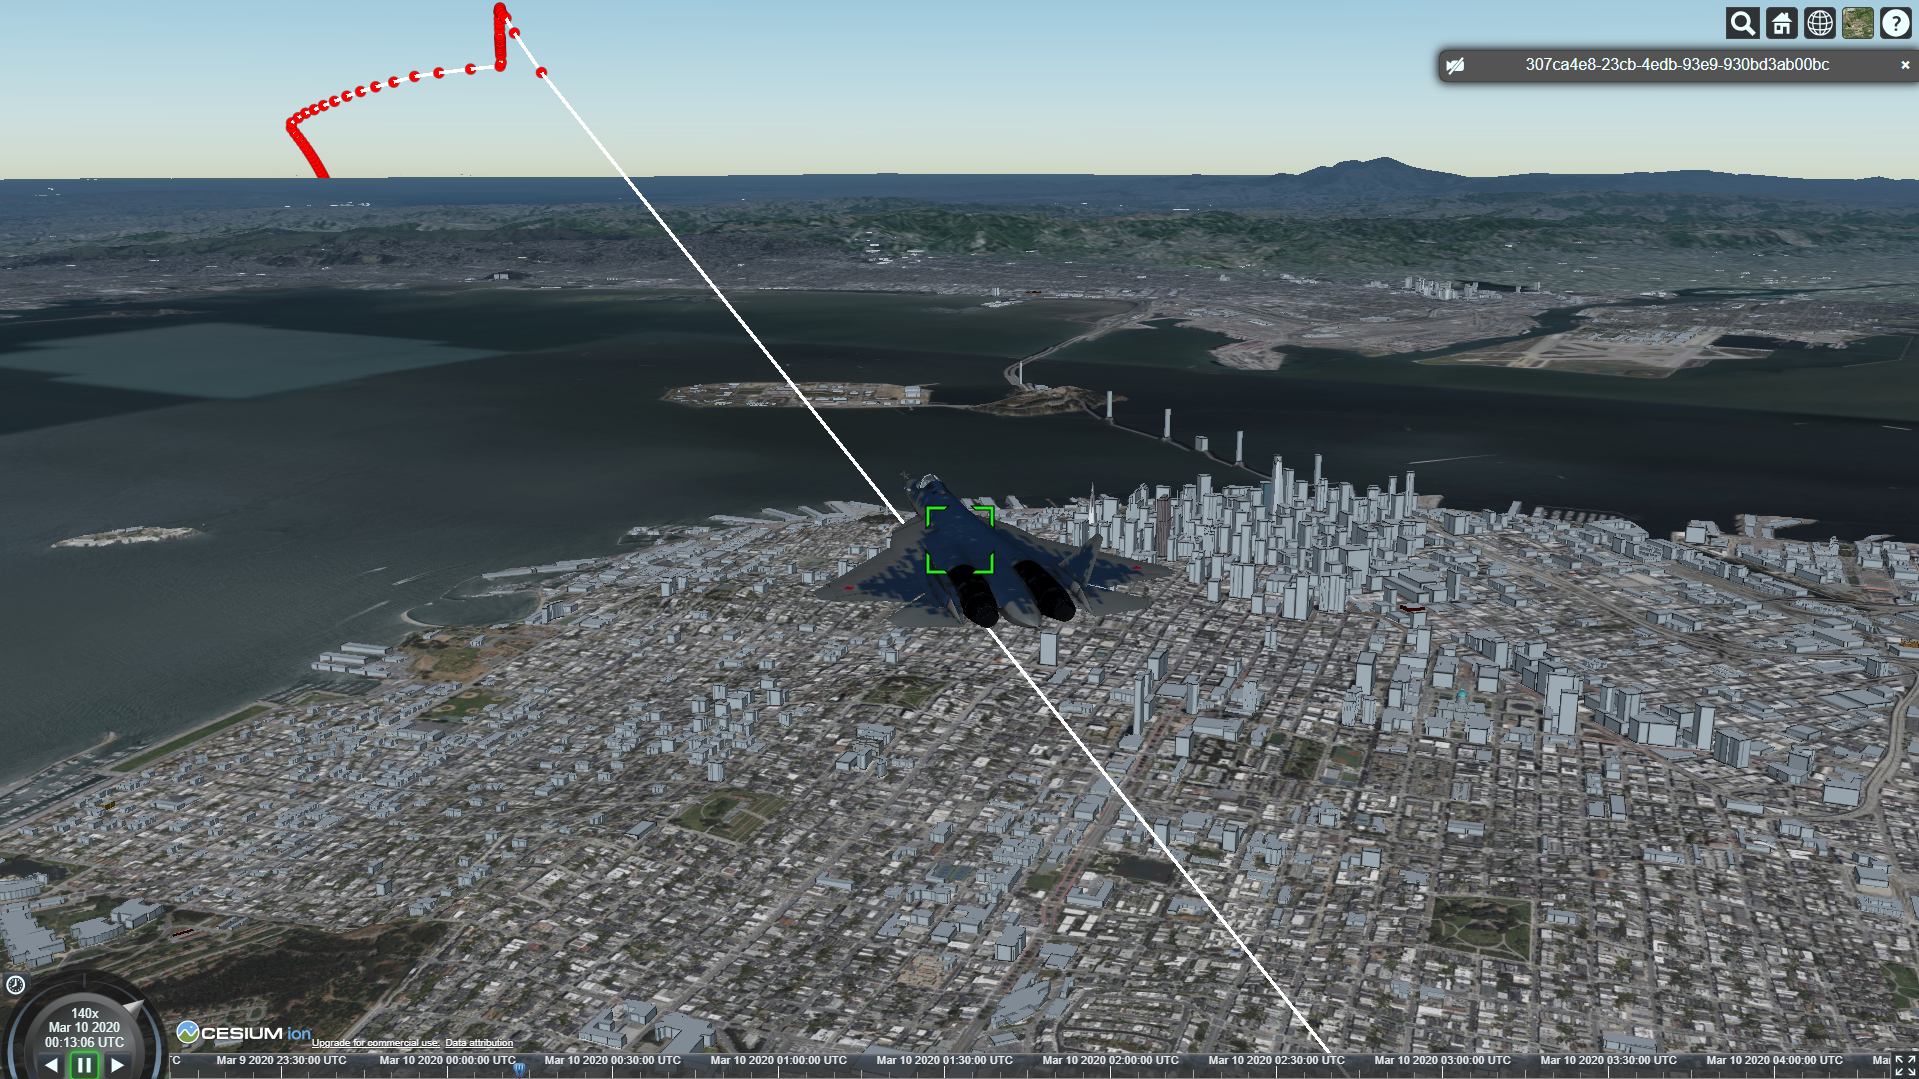 307ca4e8-23cb-4edb-93e9-930bd3ab00bc
×
?
140x
Mar 10 2020
00:13:06 UTC
CESIUM ion
Upgrade for commercial use.
Data attribution
C
Mar 9 2020 23:30:00 UTC
Mar 10 2020 00:00:00 UTC
Mar 10 2020 00:30:00 UTC
Mar 10 2020 01:00:00 UTC
Mar 10 2020 01:30:00 UTC
Mar 10 2020 02:00:00 UTC
Mar 10 2020 02:30:00 UTC
Mar 10 2020 03:00:00 UTC
Mar 10 2020 03:30:00 UTC
Mar 10 2020 04:00:00 UTC
Ma